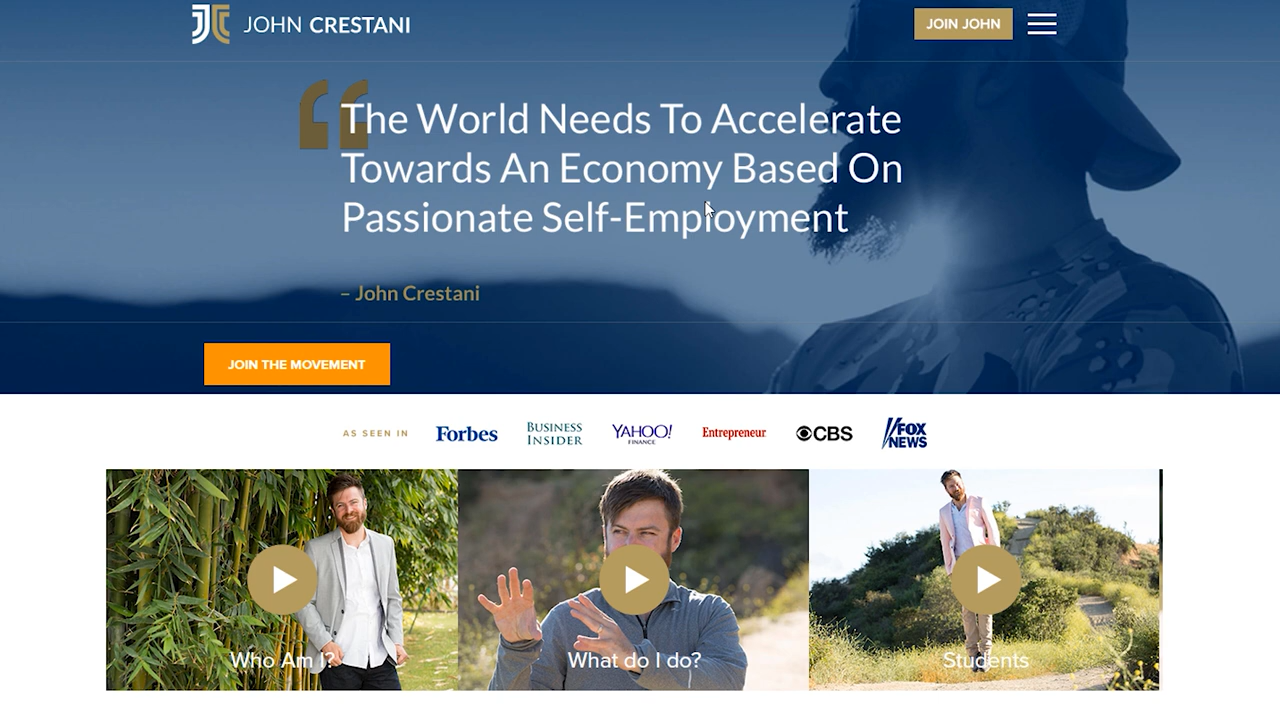 JC JOHN CRESTANI
JOIN JOHN
“
The World Needs To Accelerate
Towards An Economy Based On
Passionate Self-Employment
– John Crestani
JOIN THE MOVEMENT
AS SEEN IN Forbes BUSINESS INSIDER YAHOO! FINANCE Entrepreneur CBS FOX NEWS
Who Am I? What do I do? Students